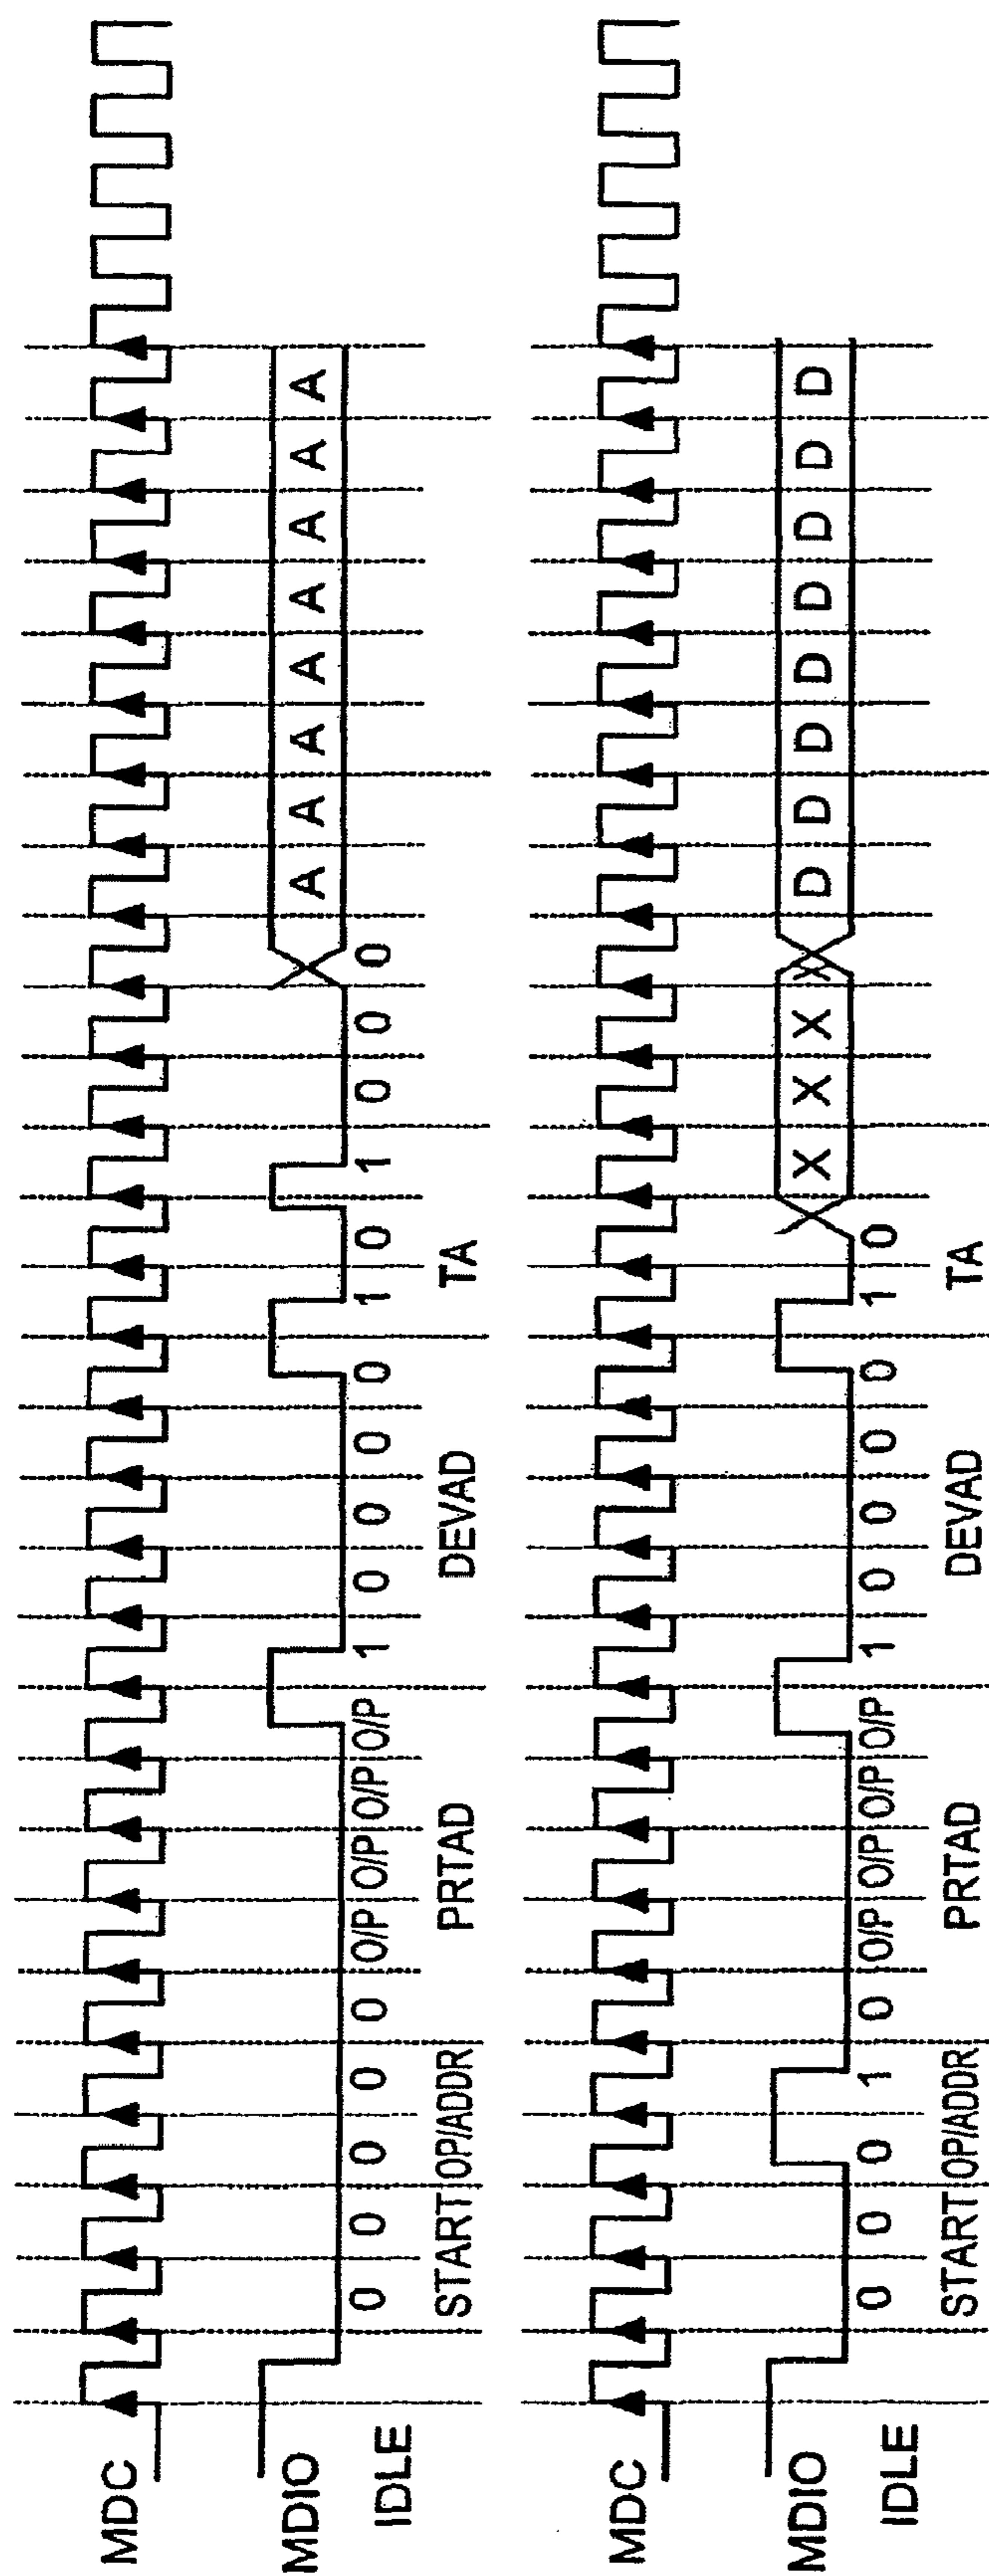 MDC
A A A A A A A A
MDIO
0 0 0 0 0 O/P O/P O/P O/P 1 0 0 0 0 1 0 1 0 0 0
IDLE
START OP/ADDR PRTAD DEVAD TA
MDC
X X X X D D D D D D D D
MDIO
0 0 0 1 0 O/P O/P O/P O/P 1 0 0 0 0 1 0
IDLE
START OP/ADDR PRTAD DEVAD TA